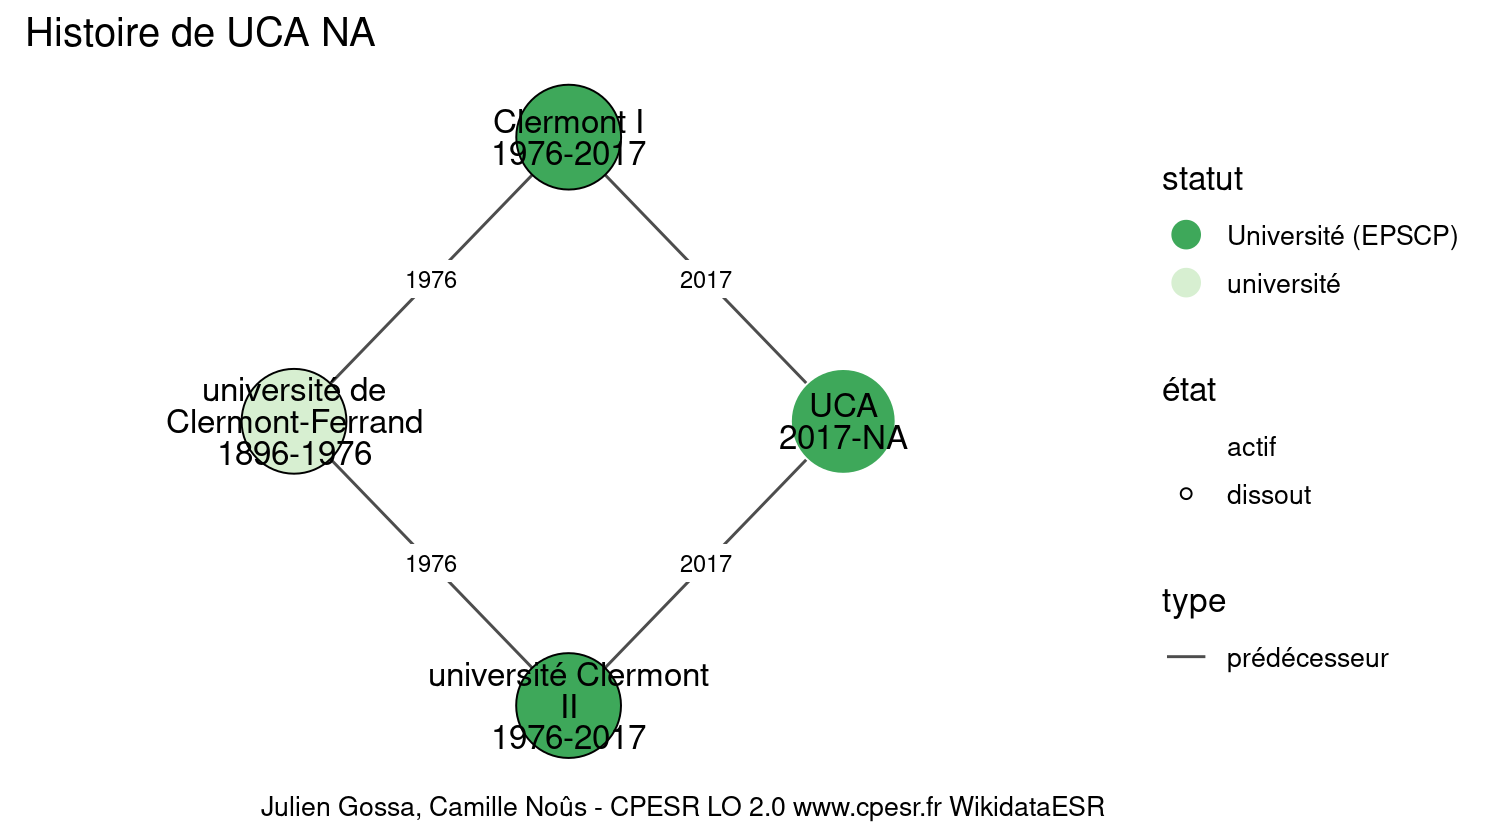 Histoire de UCA NA
Clermont I
1976-2017
1976
2017
université de
Clermont-Ferrand
1896-1976
UCA
2017-NA
1976
2017
université Clermont
II
1976-2017
statut
Université (EPSCP)
université
état
actif
dissout
type
prédécesseur
Julien Gossa, Camille Noûs - CPESR LO 2.0 www.cpesr.fr WikidataESR